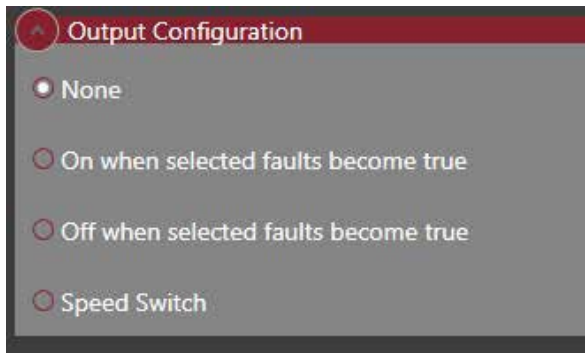 Output Configuration
None
On when selected faults become true
Off when selected faults become true
Speed Switch